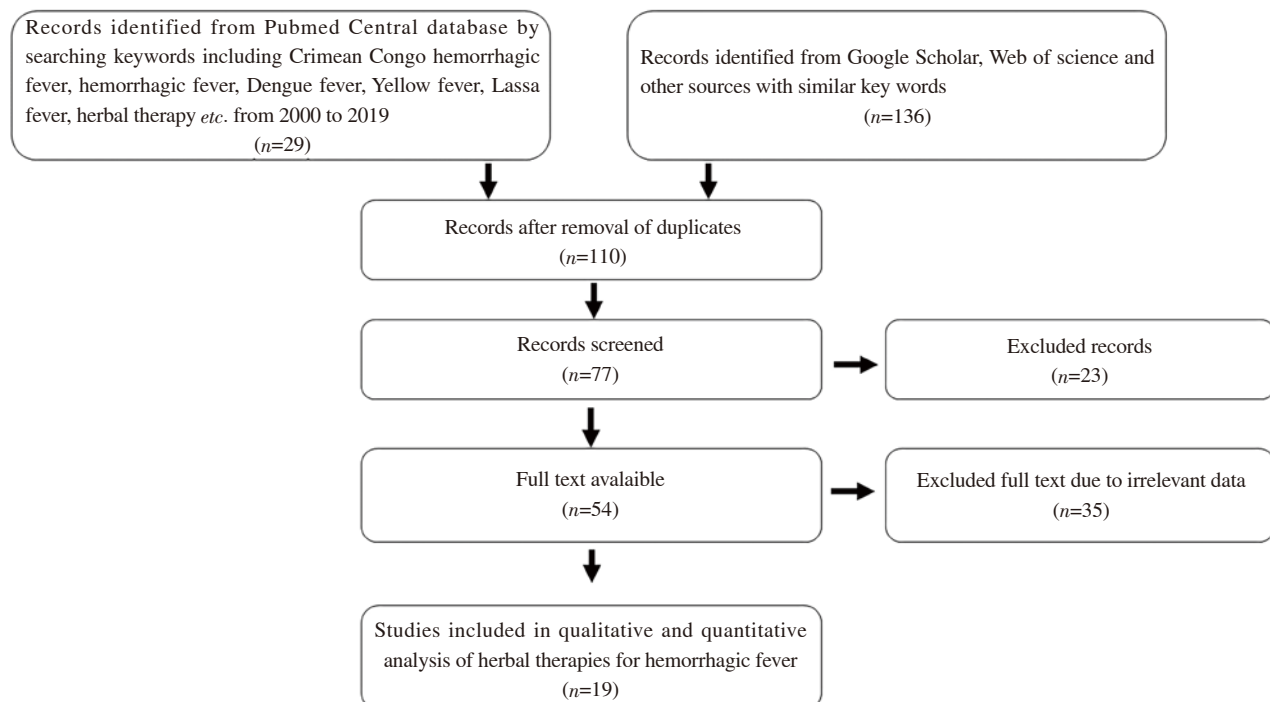 Records identified from Pubmed Central database by
searching keywords including Crimean Congo hemorrhagic
fever, hemorrhagic fever, Dengue fever, Yellow fever, Lassa
fever, herbal therapy etc. from 2000 to 2019
(n=29)
Records identified from Google Scholar, Web of science and
other sources with similar key words
(n=136)
Records after removal of duplicates
(n=110)
Records screened
(n=77)
Excluded records
(n=23)
Full text avalaible
(n=54)
Excluded full text due to irrelevant data
(n=35)
Studies included in qualitative and quantitative
analysis of herbal therapies for hemorrhagic fever
(n=19)